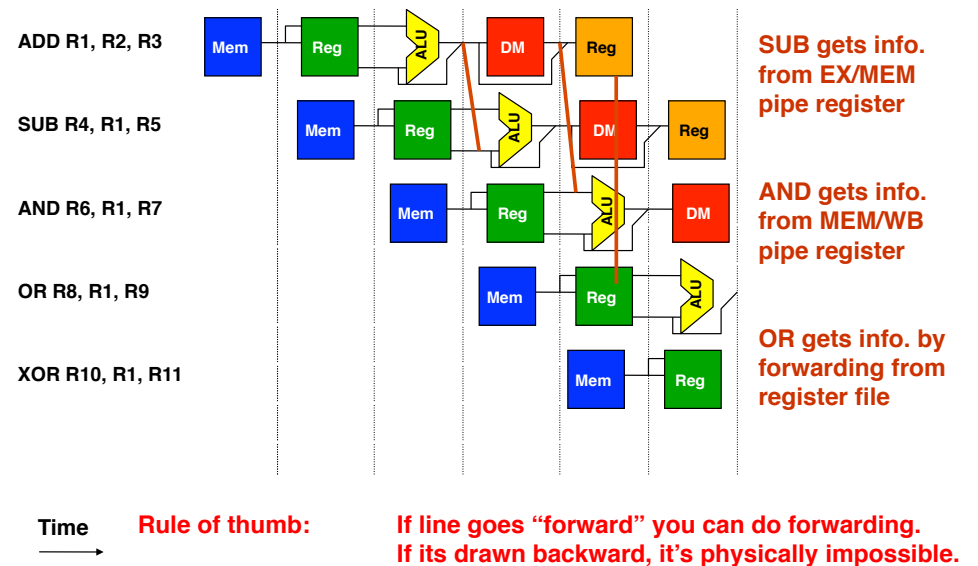 ADD R1, R2, R3
Mem Reg ALU DM Reg
SUB gets info.
from EX/MEM
pipe register
SUB R4, R1, R5
Mem Reg ALU DM Reg
AND R6, R1, R7
Mem Reg ALU DM
AND gets info.
from MEM/WB
pipe register
OR R8, R1, R9
Mem Reg ALU
OR gets info. by
forwarding from
register file
XOR R10, R1, R11
Mem Reg
Time
Rule of thumb:
If line goes “forward” you can do forwarding.
If its drawn backward, it’s physically impossible.